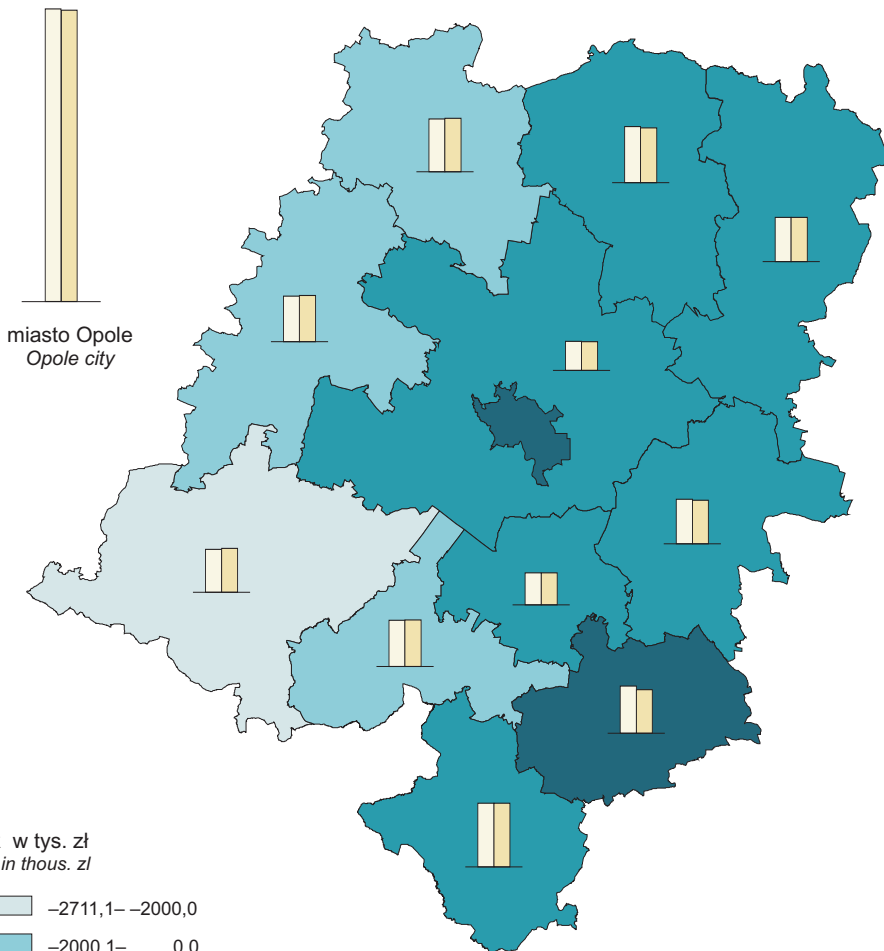 miasto Opole
Opole city
w tys. zł
in thous. zl
–2711,1– –2000,0
–2000,1– 0,0